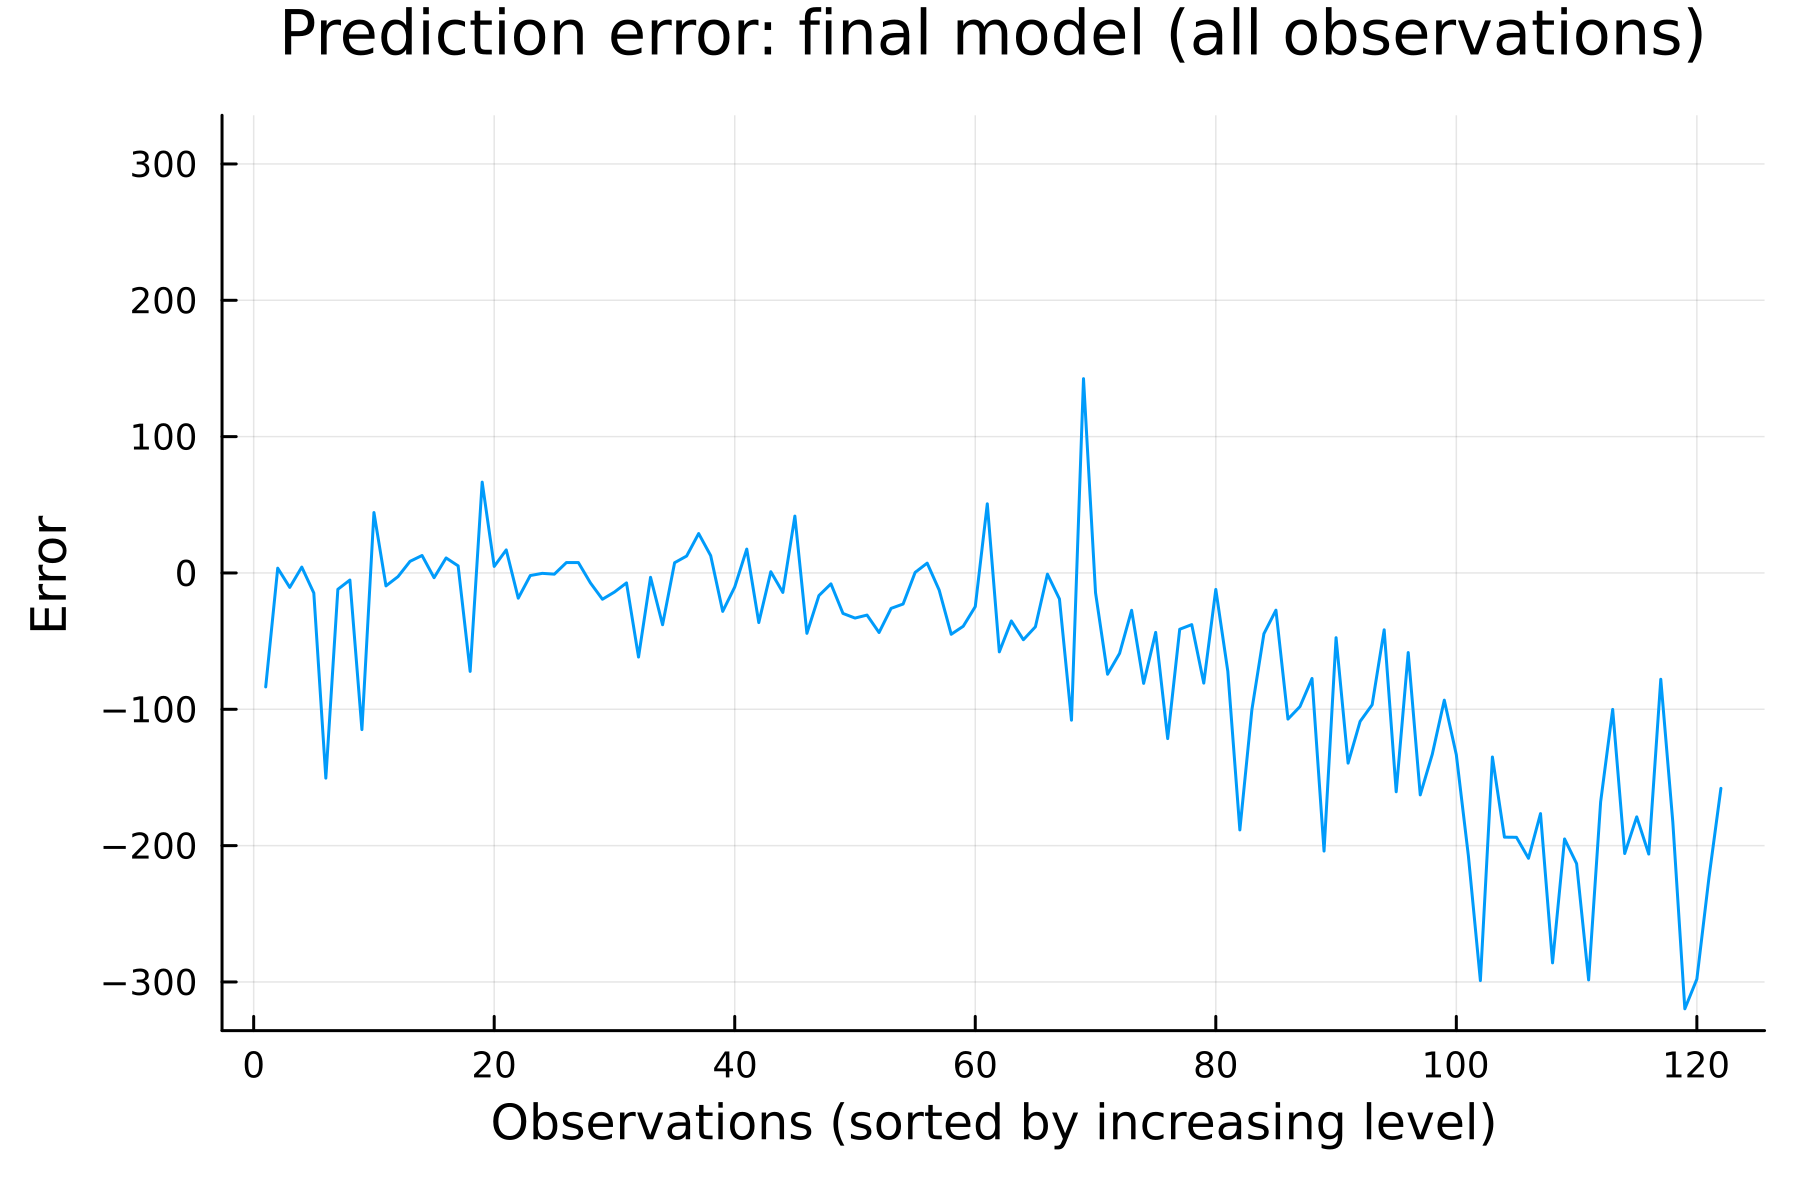 Prediction error: final model (all observations)
300
200
100
0
−100
−200
−300
Error
0 20 40 60 80 100 120
Observations (sorted by increasing level)